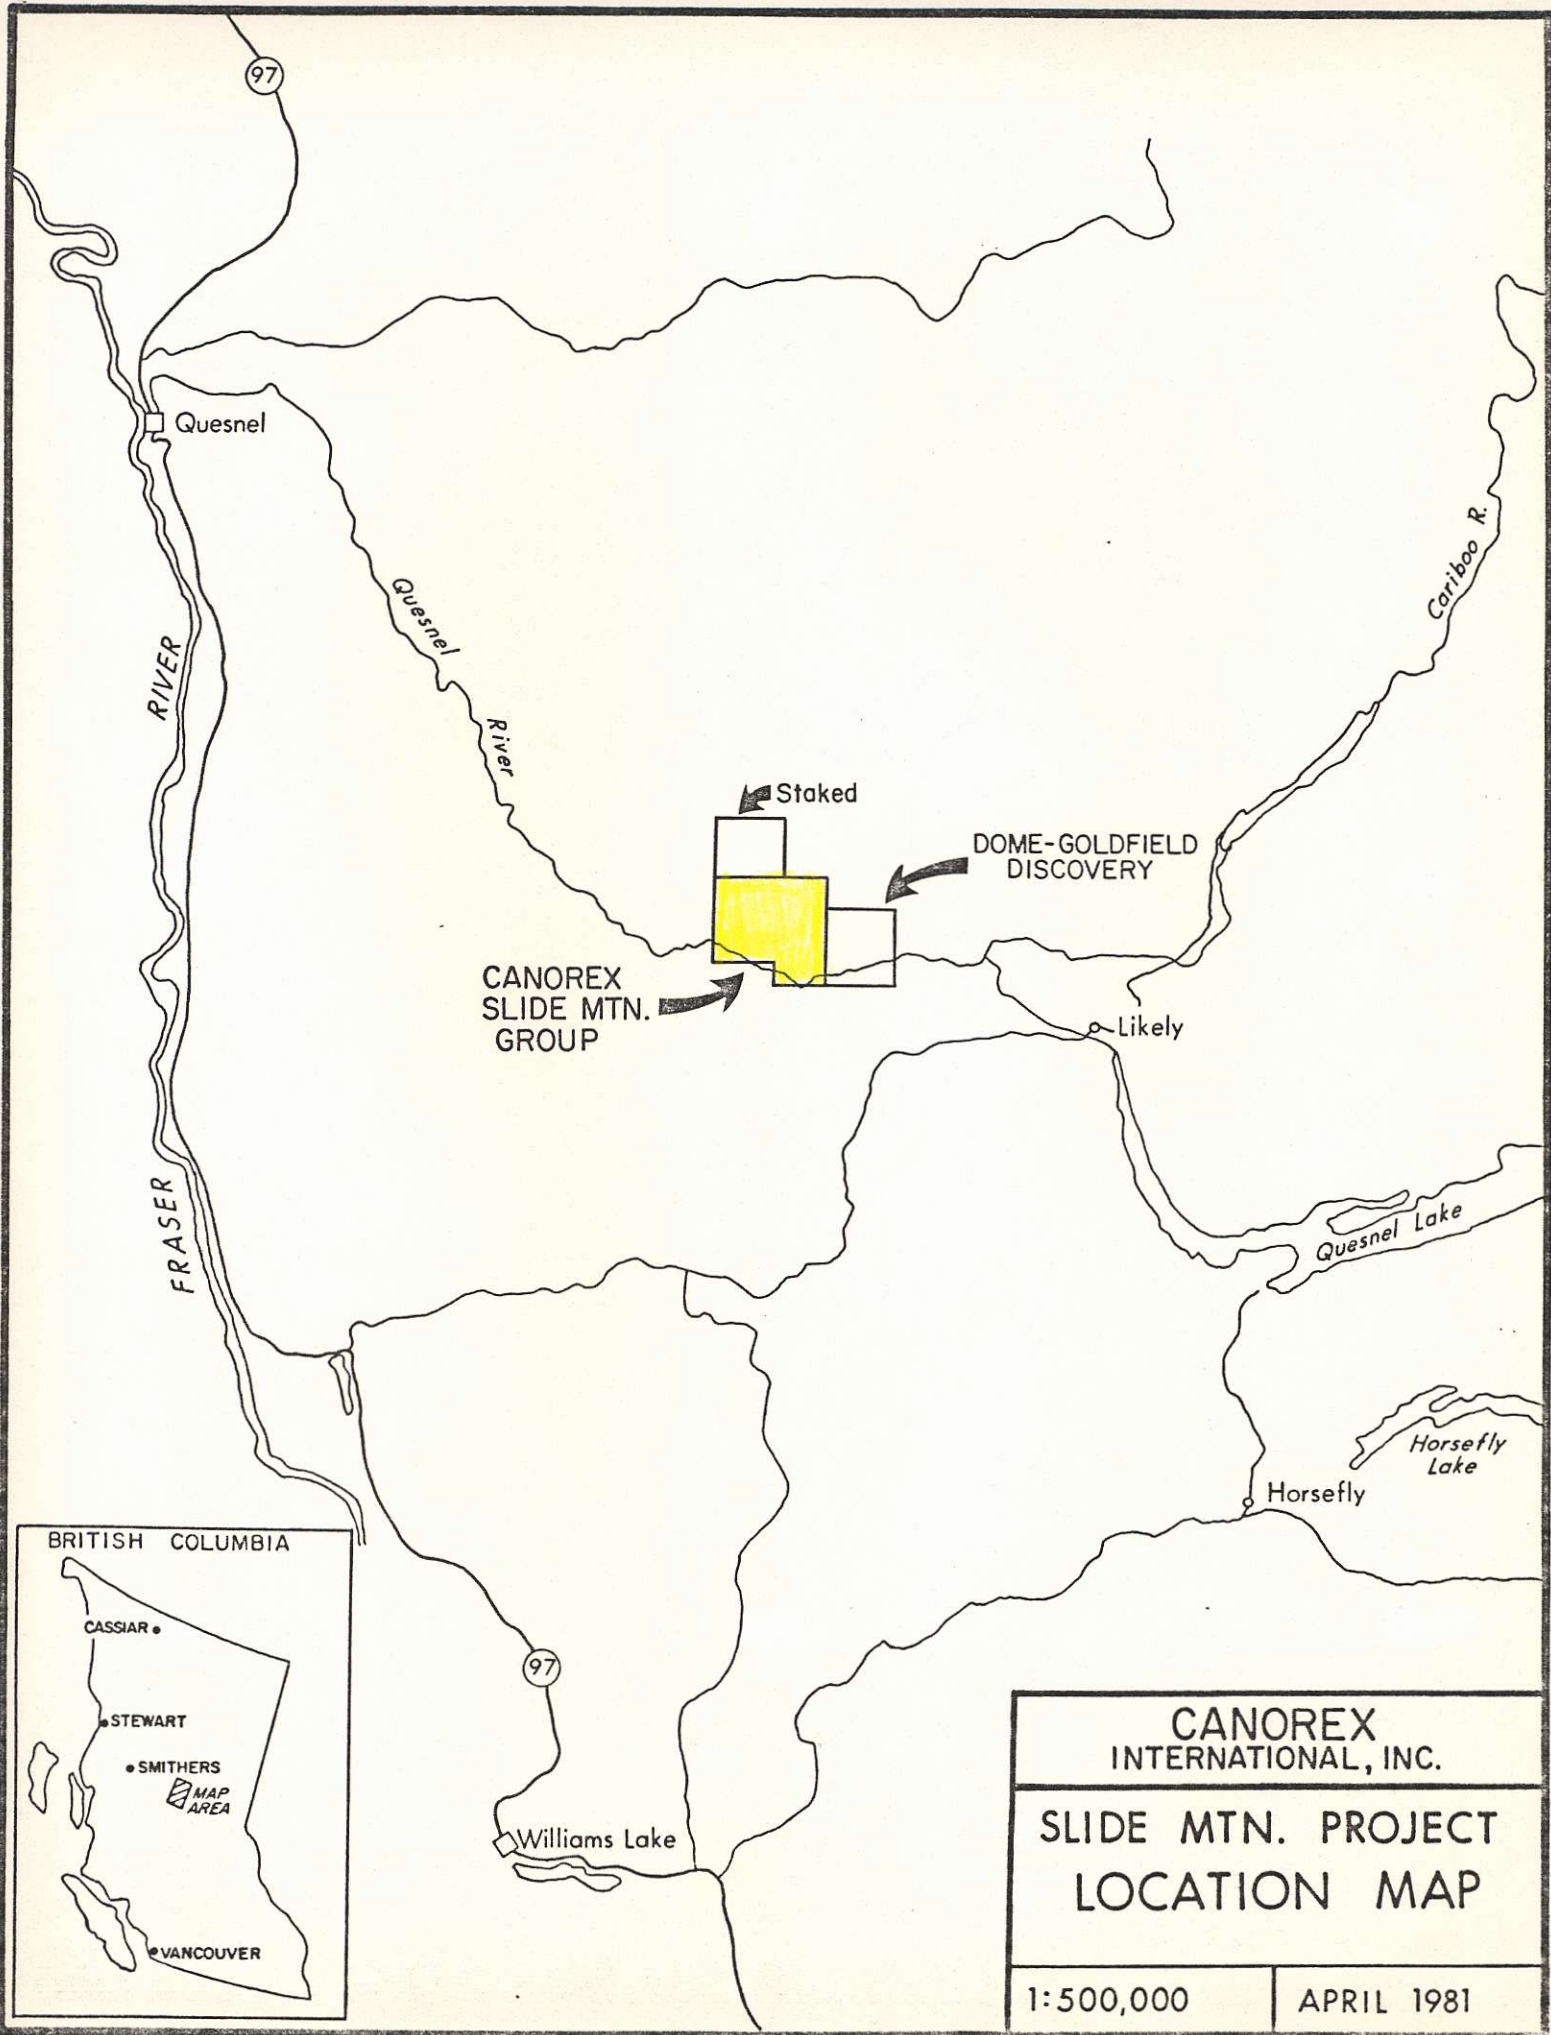 97
Quesnel
Quesnel
River
Cariboo R.
RIVER
Staked
DOME-GOLDFIELD
DISCOVERY
CANOREX
SLIDE MTN.
GROUP
Likely
FRASER
Quesnel Lake
Horsefly
Lake
Horsefly
97
Williams Lake
BRITISH COLUMBIA
CASSIAR
STEWART
SMITHERS
MAP
AREA
VANCOUVER
CANOREX
INTERNATIONAL, INC.
SLIDE MTN. PROJECT
LOCATION MAP
1:500,000
APRIL 1981